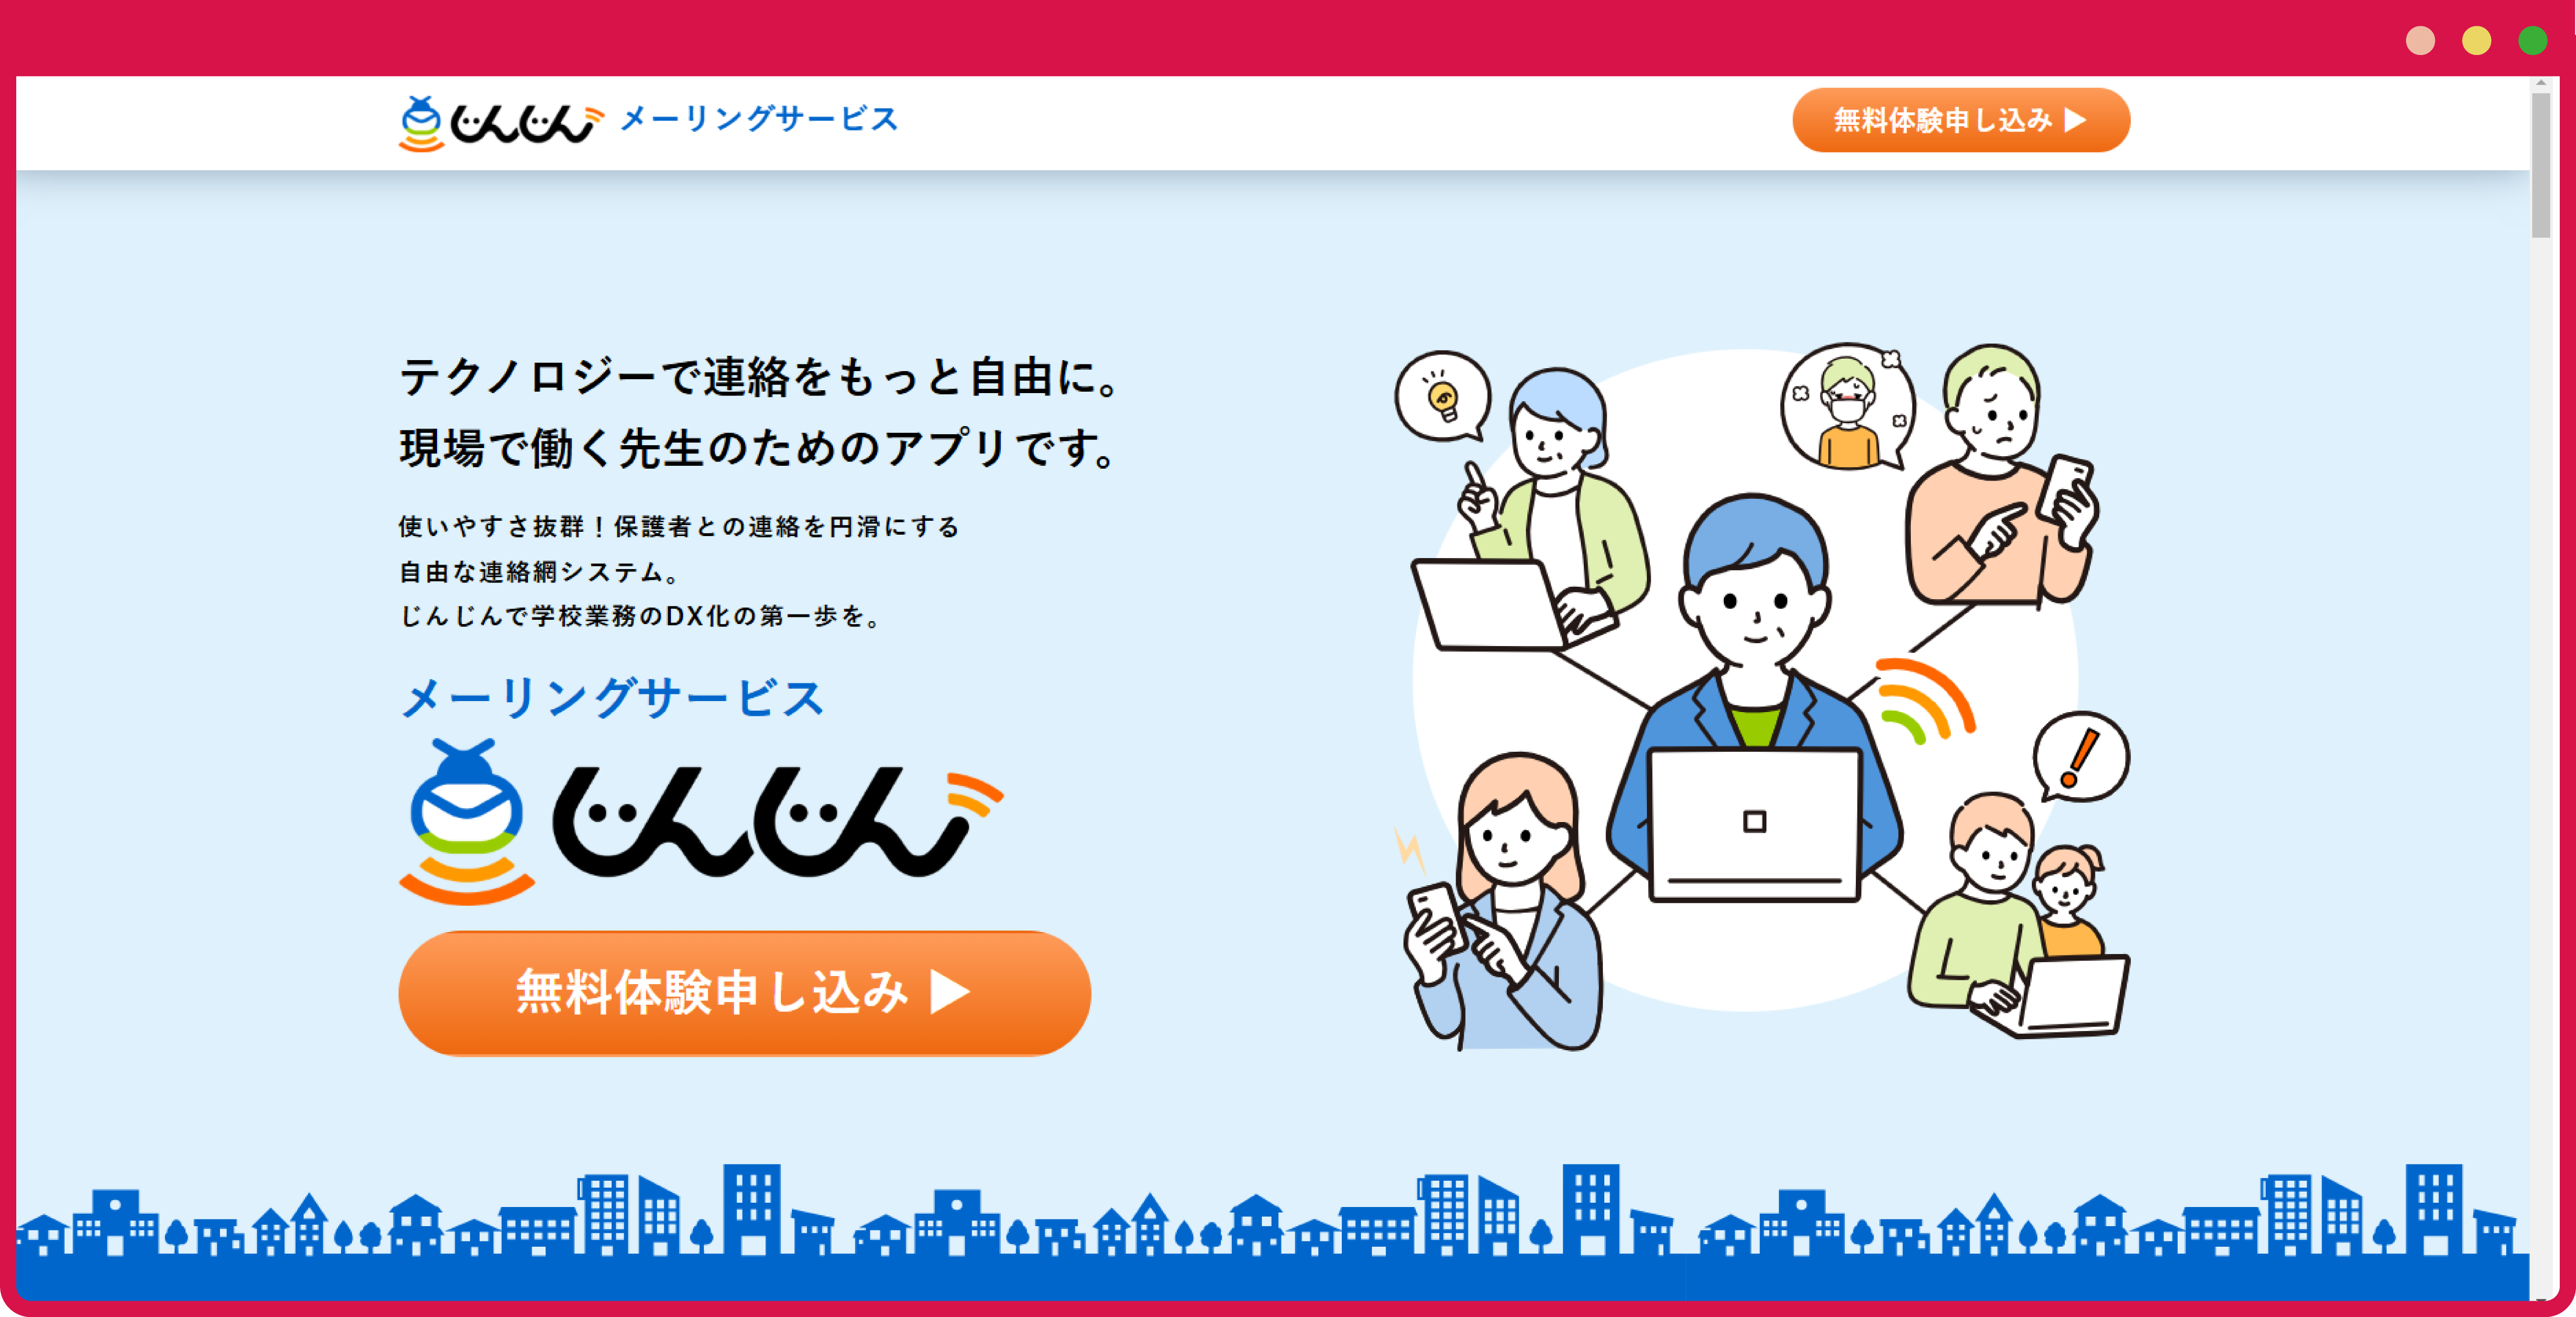 じんじん メーリングサービス
無料体験申し込み ▶
テクノロジーで連絡をもっと自由に。
現場で働く先生のためのアプリです。
使いやすさ抜群！保護者との連絡を円滑にする
自由な連絡網システム。
じんじんで学校業務のDX化の第一歩を。
メーリングサービス
じんじん
無料体験申し込み ▶